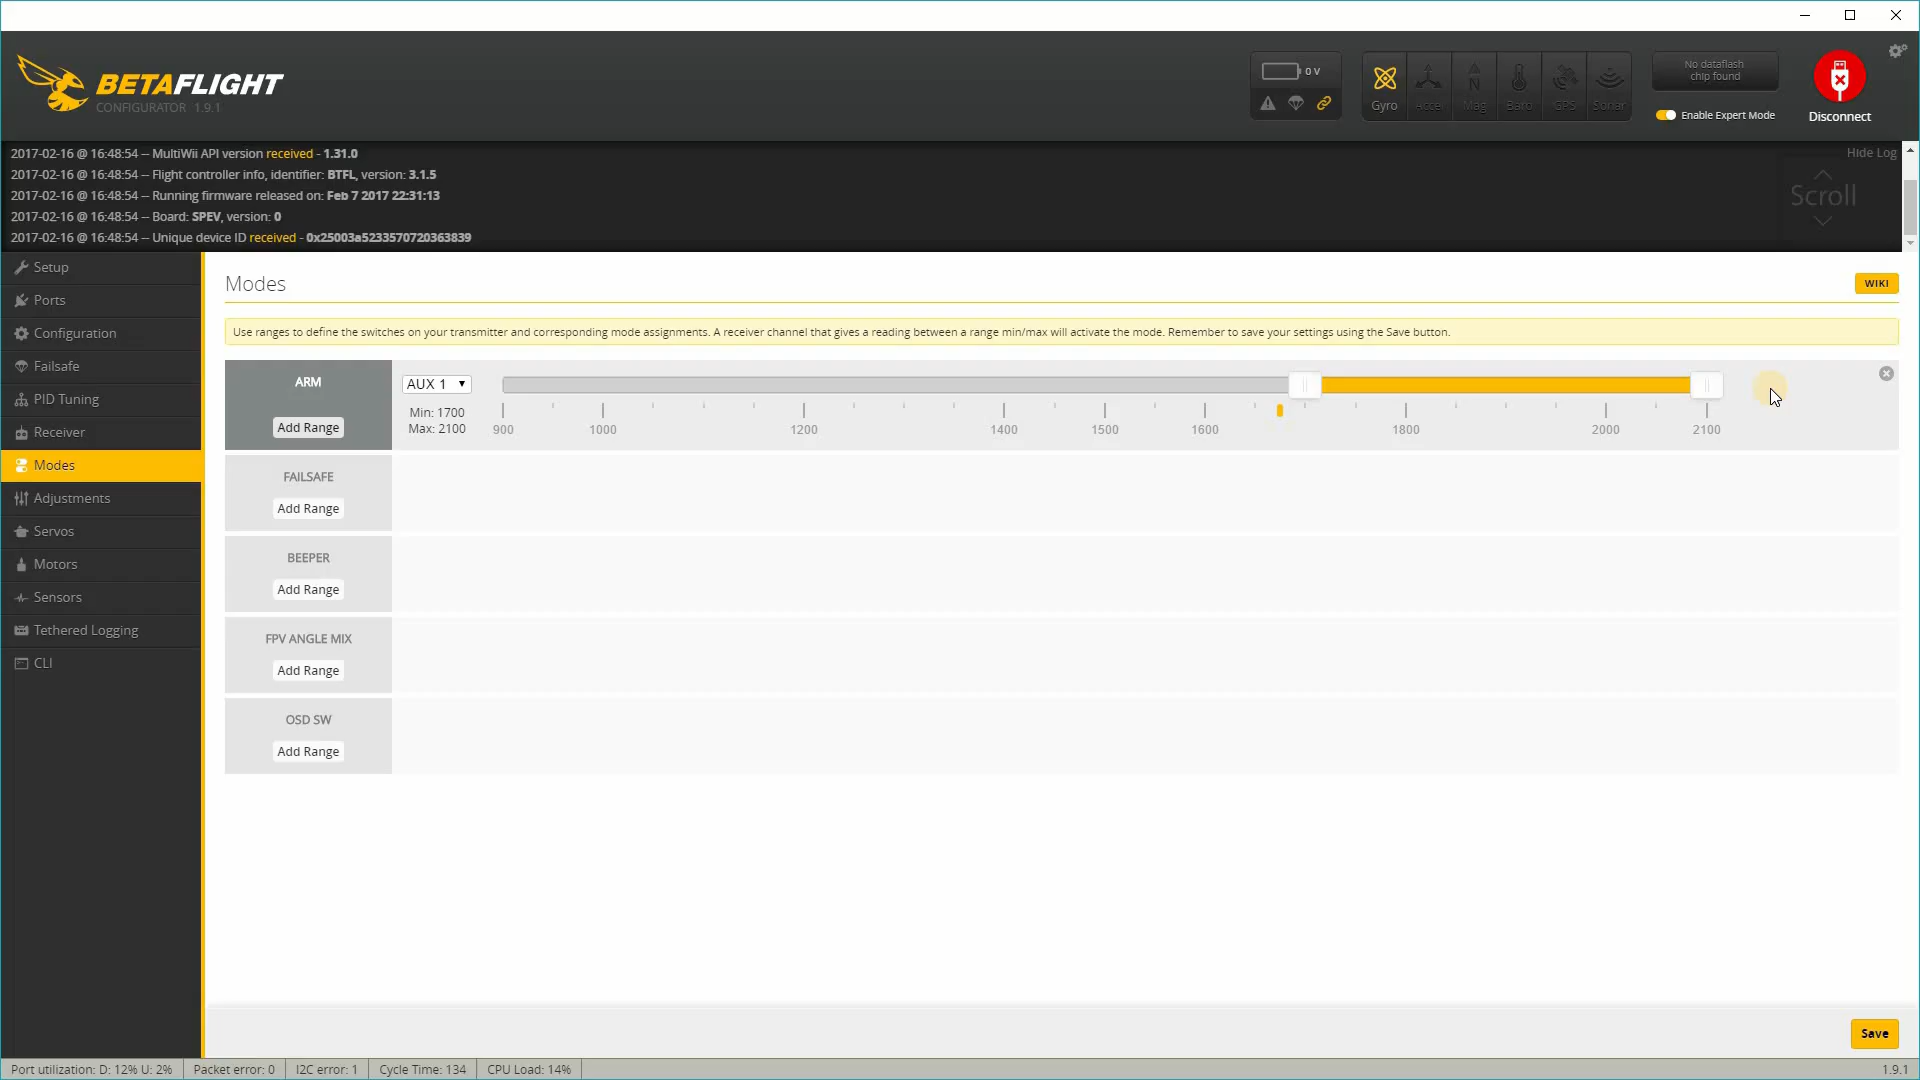 BETAFLIGHT
CONFIGURATOR 1.9.1
0 V
Gyro
Accel
Mag
Baro
GPS
Sonar
No dataflash
chip found
Enable Expert Mode
Disconnect
2017-02-16 @ 16:48:54 -- MultiWii API version received - 1.31.0
2017-02-16 @ 16:48:54 -- Flight controller info, identifier: BTFL, version: 3.1.5
2017-02-16 @ 16:48:54 -- Running firmware released on: Feb 7 2017 22:31:13
2017-02-16 @ 16:48:54 -- Board: SPEV, version: 0
2017-02-16 @ 16:48:54 -- Unique device ID received - 0x25003a5233570720363839
Hide Log
Scroll
Setup
Ports
Configuration
Failsafe
PID Tuning
Receiver
Modes
Adjustments
Servos
Motors
Sensors
Tethered Logging
CLI
Modes
WIKI
Use ranges to define the switches on your transmitter and corresponding mode assignments. A receiver channel that gives a reading between a range min/max will activate the mode. Remember to save your settings using the Save button.
ARM
Add Range
AUX 1
Min: 1700
Max: 2100
900 1000 1200 1400 1500 1600 1800 2000 2100
FAILSAFE
Add Range
BEEPER
Add Range
FPV ANGLE MIX
Add Range
OSD SW
Add Range
Save
Port utilization: D: 12% U: 2% Packet error: 0 I2C error: 1 Cycle Time: 134 CPU Load: 14% 1.9.1